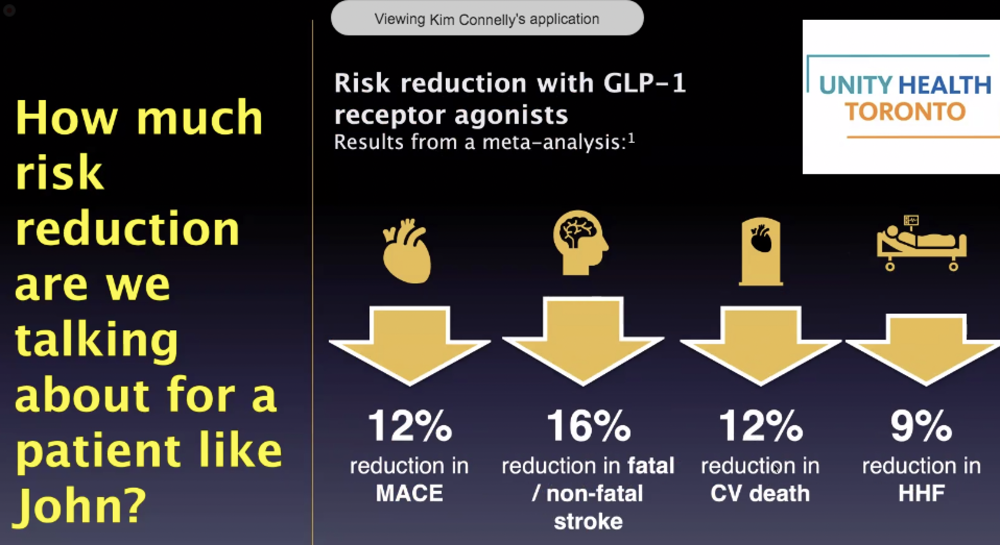 Viewing Kim Connelly's application
How much
risk
reduction
are we
talking
about for a
patient like
John?
Risk reduction with GLP-1
receptor agonists
Results from a meta-analysis:1
UNITY HEALTH
TORONTO
12%
reduction in
MACE
16%
reduction in fatal
/ non-fatal
stroke
12%
reduction in
CV death
9%
reduction in
HHF